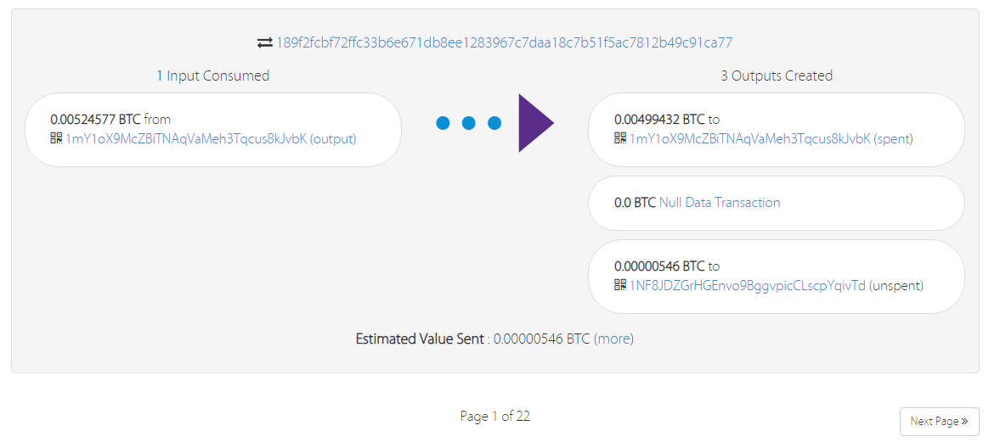 189f2fcbf72ffc33b6e671db8ee1283967c7daa18c7b51f5ac7812b49c91ca77
1 Input Consumed
0.00524577 BTC from
1mY1oX9McZBiTNAqVaMeh3Tqcus8kJvbK (output)
3 Outputs Created
0.00499432 BTC to
1mY1oX9McZBiTNAqVaMeh3Tqcus8kJvbK (spent)
0.0 BTC Null Data Transaction
0.00000546 BTC to
1NF8JDZGrHGEnvo9BggvpicCLscpYqivTd (unspent)
Estimated Value Sent : 0.00000546 BTC (more)
Page 1 of 22
Next Page »